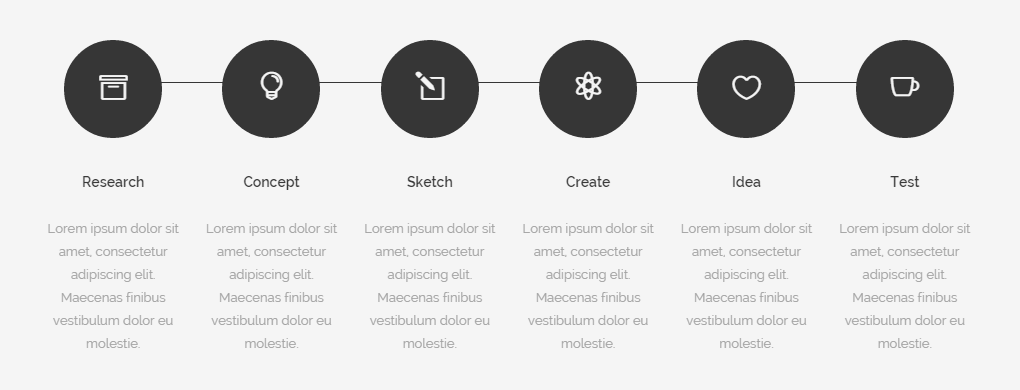 Research
Lorem ipsum dolor sit
amet, consectetur
adipiscing elit.
Maecenas finibus
vestibulum dolor eu
molestie.
Concept
Lorem ipsum dolor sit
amet, consectetur
adipiscing elit.
Maecenas finibus
vestibulum dolor eu
molestie.
Sketch
Lorem ipsum dolor sit
amet, consectetur
adipiscing elit.
Maecenas finibus
vestibulum dolor eu
molestie.
Create
Lorem ipsum dolor sit
amet, consectetur
adipiscing elit.
Maecenas finibus
vestibulum dolor eu
molestie.
Idea
Lorem ipsum dolor sit
amet, consectetur
adipiscing elit.
Maecenas finibus
vestibulum dolor eu
molestie.
Test
Lorem ipsum dolor sit
amet, consectetur
adipiscing elit.
Maecenas finibus
vestibulum dolor eu
molestie.